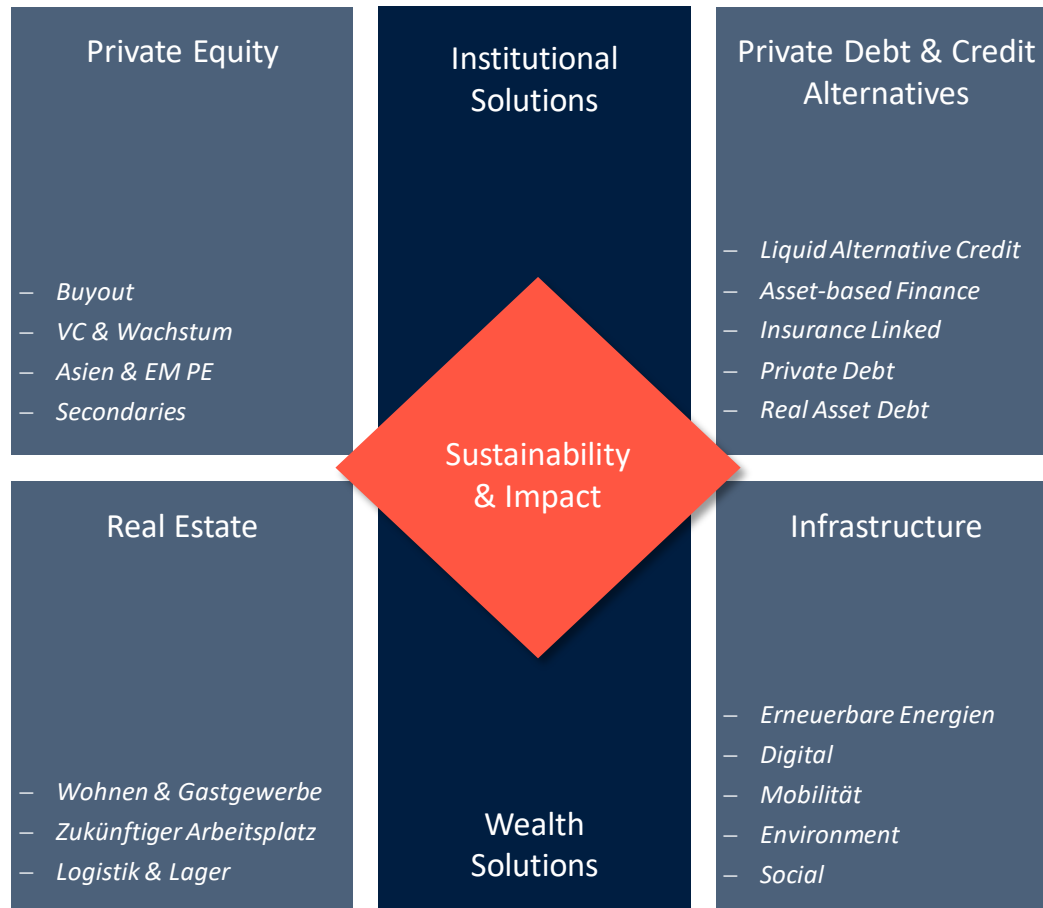 Private Equity
– Buyout
– VC & Wachstum
– Asien & EM PE
– Secondaries
Institutional
Solutions
Private Debt & Credit
Alternatives
– Liquid Alternative Credit
– Asset-based Finance
– Insurance Linked
– Private Debt
– Real Asset Debt
Sustainability
& Impact
Real Estate
– Wohnen & Gastgewerbe
– Zukünftiger Arbeitsplatz
– Logistik & Lager
Wealth
Solutions
Infrastructure
– Erneuerbare Energien
– Digital
– Mobilität
– Environment
– Social